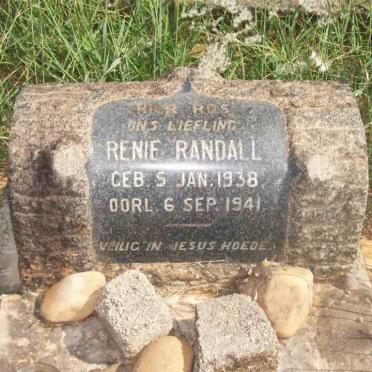 HIER RUS
ONS LIEFLING
RENIE RANDALL
GEB. 5 JAN. 1938
OORL. 6 SEP. 1941
VEILIG IN JESUS HOEDE.